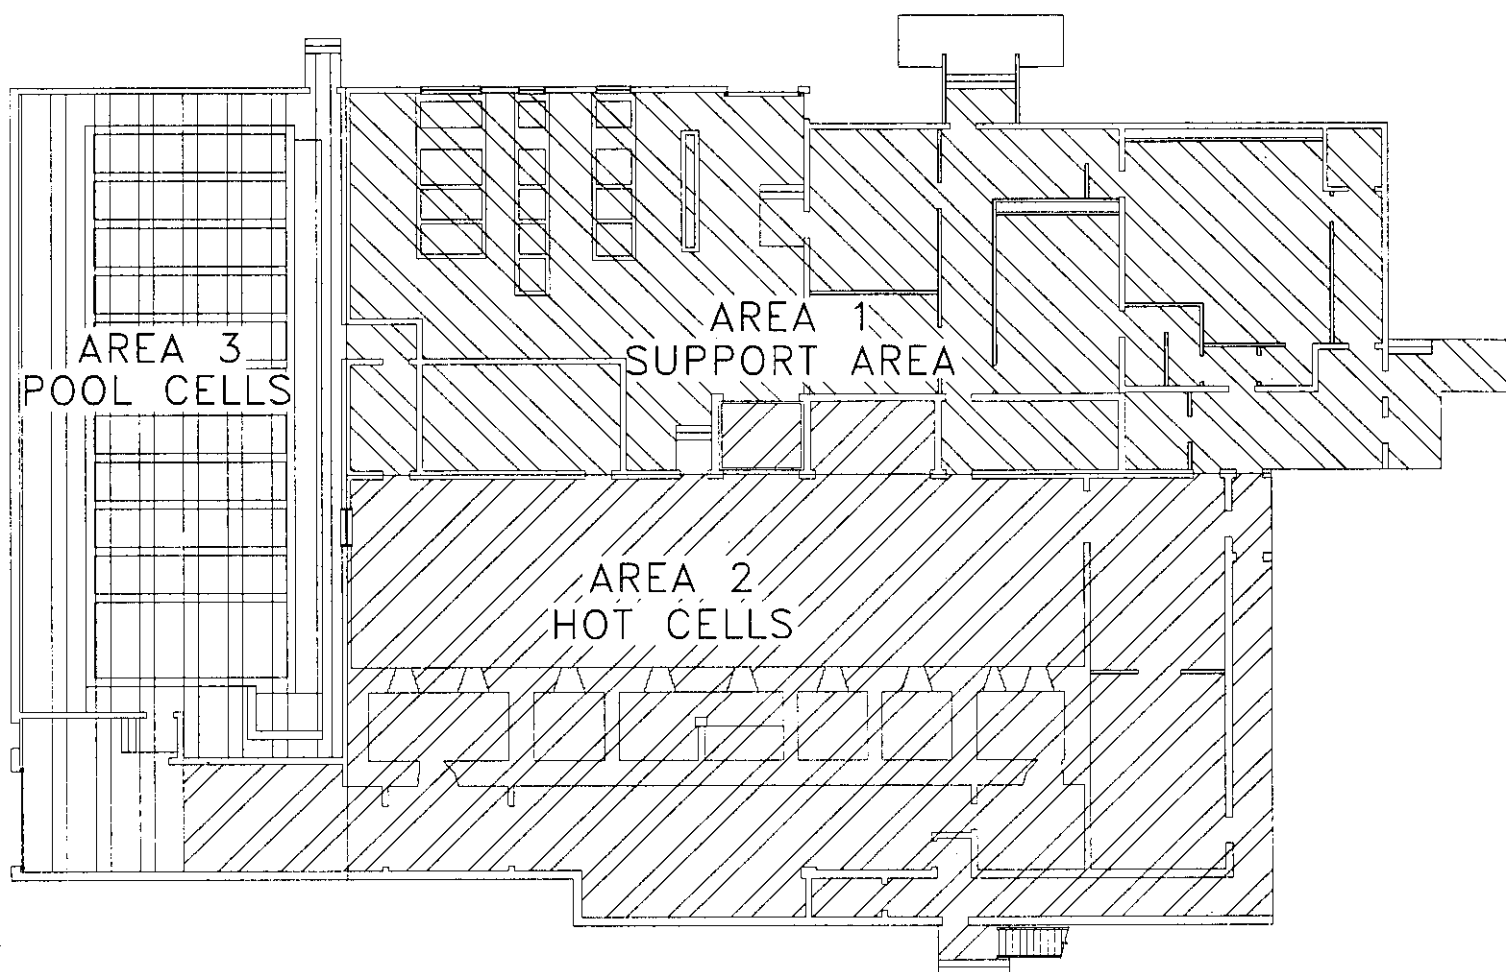 AREA 1
SUPPORT AREA
AREA 3
POOL CELLS
AREA 2
HOT CELLS